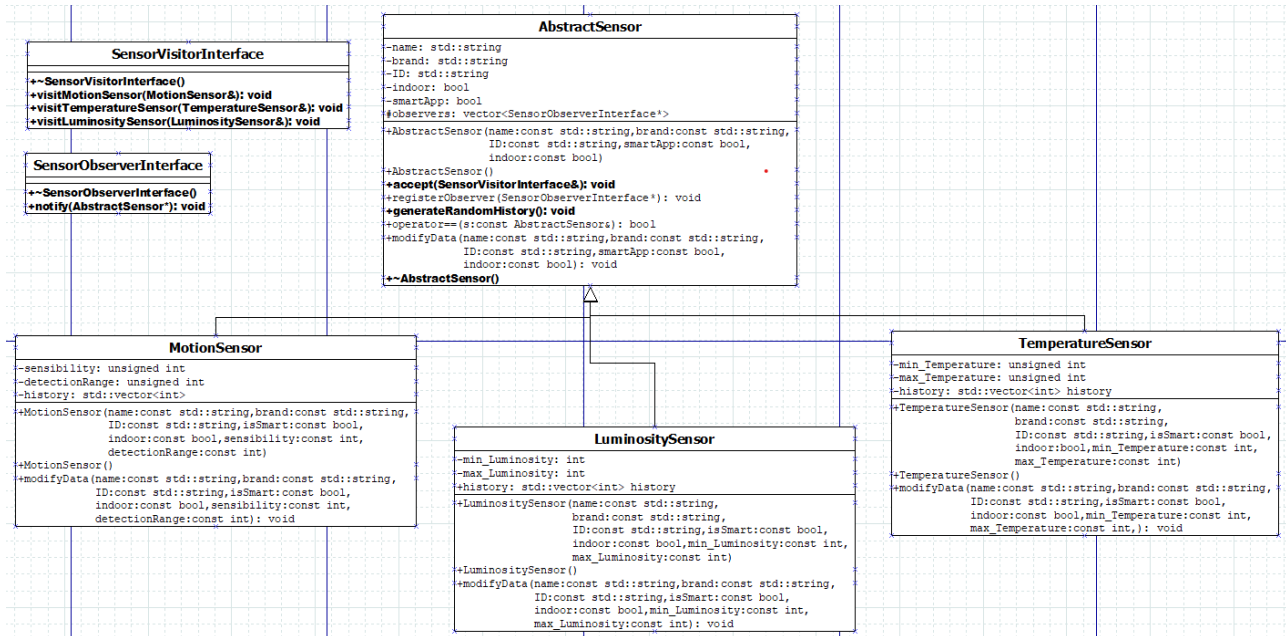 SensorVisitorInterface
+~SensorVisitorInterface()
+visitMotionSensor(MotionSensor&): void
+visitTemperatureSensor(TemperatureSensor&): void
+visitLuminositySensor(LuminositySensor&): void
SensorObserverInterface
+~SensorObserverInterface()
+notify(AbstractSensor*): void
AbstractSensor
-name: std::string
-brand: std::string
-ID: std::string
-indoor: bool
-smartApp: bool
#observers: vector<SensorObserverInterface*>
+AbstractSensor(name:const std::string,brand:const std::string,
ID:const std::string,smartApp:const bool,
indoor:const bool)
+AbstractSensor()
+accept(SensorVisitorInterface&): void
+registerObserver(SensorObserverInterface*): void
+generateRandomHistory(): void
+operator==(s:const AbstractSensor&): bool
+modifyData(name:const std::string,brand:const std::string,
ID:const std::string,smartApp:const bool,
indoor:const bool): void
+~AbstractSensor()
MotionSensor
-sensibility: unsigned int
-detectionRange: unsigned int
-history: std::vector<int>
+MotionSensor(name:const std::string,brand:const std::string,
ID:const std::string,isSmart:const bool,
indoor:const bool,sensibility:const int,
detectionRange:const int)
+MotionSensor()
+modifyData(name:const std::string,brand:const std::string,
ID:const std::string,isSmart:const bool,
indoor:const bool,sensibility:const int,
detectionRange:const int): void
LuminositySensor
-min_Luminosity: int
-max_Luminosity: int
+history: std::vector<int> history
+LuminositySensor(name:const std::string,
brand:const std::string,
ID:const std::string,isSmart:const bool,
indoor:const bool,min_Luminosity:const int,
max_Luminosity:const int)
+LuminositySensor()
+modifyData(name:const std::string,brand:const std::string,
ID:const std::string,isSmart:const bool,
indoor:const bool,min_Luminosity:const int,
max_Luminosity:const int): void
TemperatureSensor
-min_Temperature: unsigned int
-max_Temperature: unsigned int
-history: std::vector<int> history
+TemperatureSensor(name:const std::string,
brand:const std::string,
ID:const std::string,isSmart:const bool,
indoor:bool,min_Temperature:const int,
max_Temperature:const int)
+TemperatureSensor()
+modifyData(name:const std::string,brand:const std::string,
ID:const std::string,isSmart:const bool,
indoor:const bool,min_Temperature:const int,
max_Temperature:const int,): void